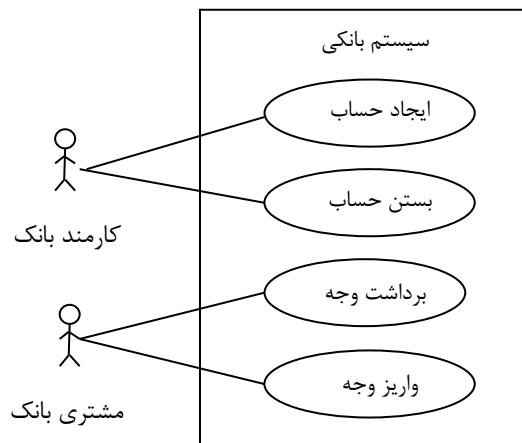 سیستم بانکی
ایجاد حساب
بستن حساب
کارمند بانک
برداشت وجه
واریز وجه
مشتری بانک